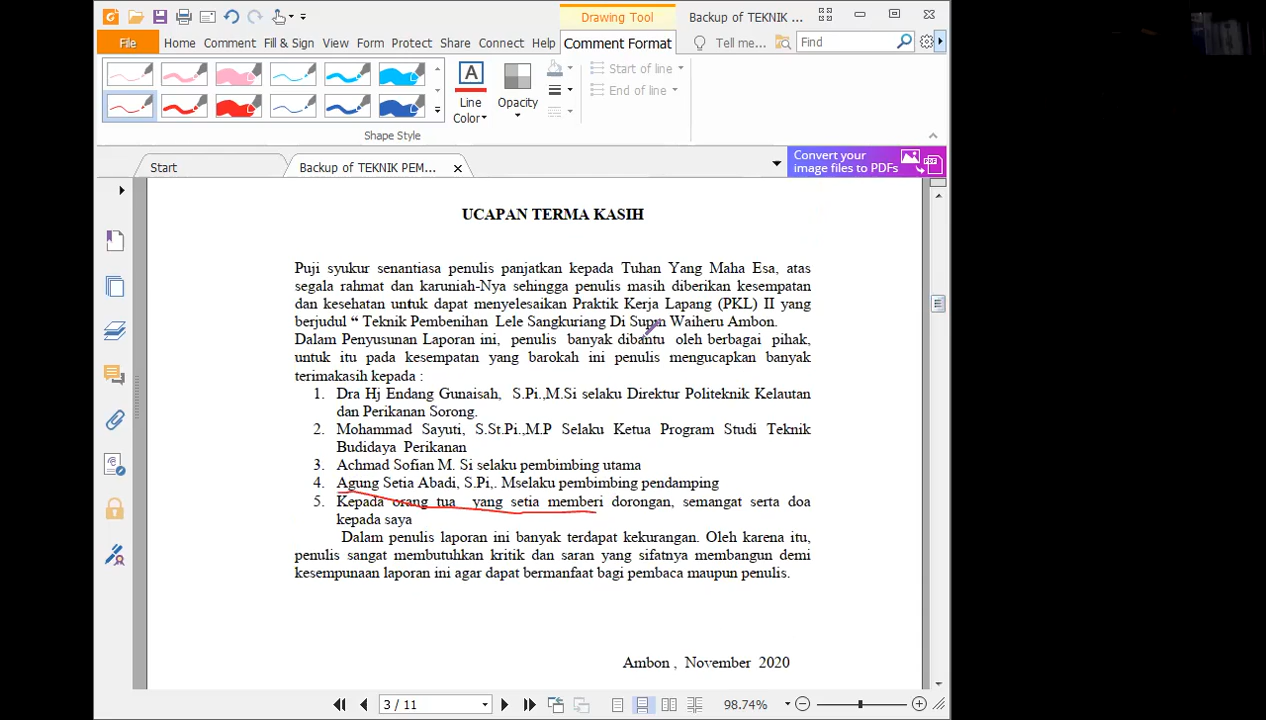 Drawing Tool
Backup of TEKNIK ...
File Home Comment Fill & Sign View Form Protect Share Connect Help Comment Format Tell me... Find
Line Color
Opacity
Start of line
End of line
Shape Style
Start
Backup of TEKNIK PEM...
Convert your
image files to PDFs
UCAPAN TERMA KASIH
Puji syukur senantiasa penulis panjatkan kepada Tuhan Yang Maha Esa, atas
segala rahmat dan karuniah-Nya sehingga penulis masih diberikan kesempatan
dan kesehatan untuk dapat menyelesaikan Praktik Kerja Lapang (PKL) II yang
berjudul “ Teknik Pembenihan Lele Sangkuriang Di Supm Waiheru Ambon.
Dalam Penyusunan Laporan ini, penulis banyak dibantu oleh berbagai pihak,
untuk itu pada kesempatan yang barokah ini penulis mengucapkan banyak
terimakasih kepada :
1. Dra Hj Endang Gunaisah, S.Pi.,M.Si selaku Direktur Politeknik Kelautan
dan Perikanan Sorong.
2. Mohammad Sayuti, S.St.Pi.,M.P Selaku Ketua Program Studi Teknik
Budidaya Perikanan
3. Achmad Sofian M. Si selaku pembimbing utama
4. Agung Setia Abadi, S.Pi,. Mselaku pembimbing pendamping
5. Kepada orang tua yang setia memberi dorongan, semangat serta doa
kepada saya
Dalam penulis laporan ini banyak terdapat kekurangan. Oleh karena itu,
penulis sangat membutuhkan kritik dan saran yang sifatnya membangun demi
kesempunaan laporan ini agar dapat bermanfaat bagi pembaca maupun penulis.
Ambon , November 2020
3 / 11
98.74%